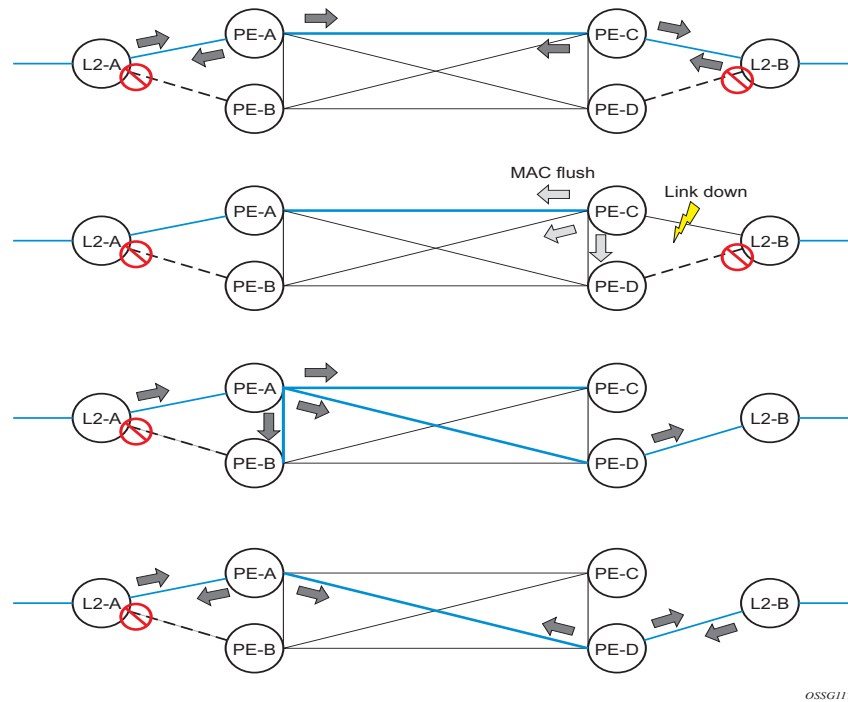 PE-A
PE-C
L2-A
L2-B
PE-B
PE-D
MAC flush
Link down
PE-A
PE-C
L2-A
L2-B
PE-B
PE-D
PE-A
PE-C
L2-A
L2-B
PE-B
PE-D
PE-A
PE-C
L2-A
L2-B
PE-B
PE-D
OSSG11